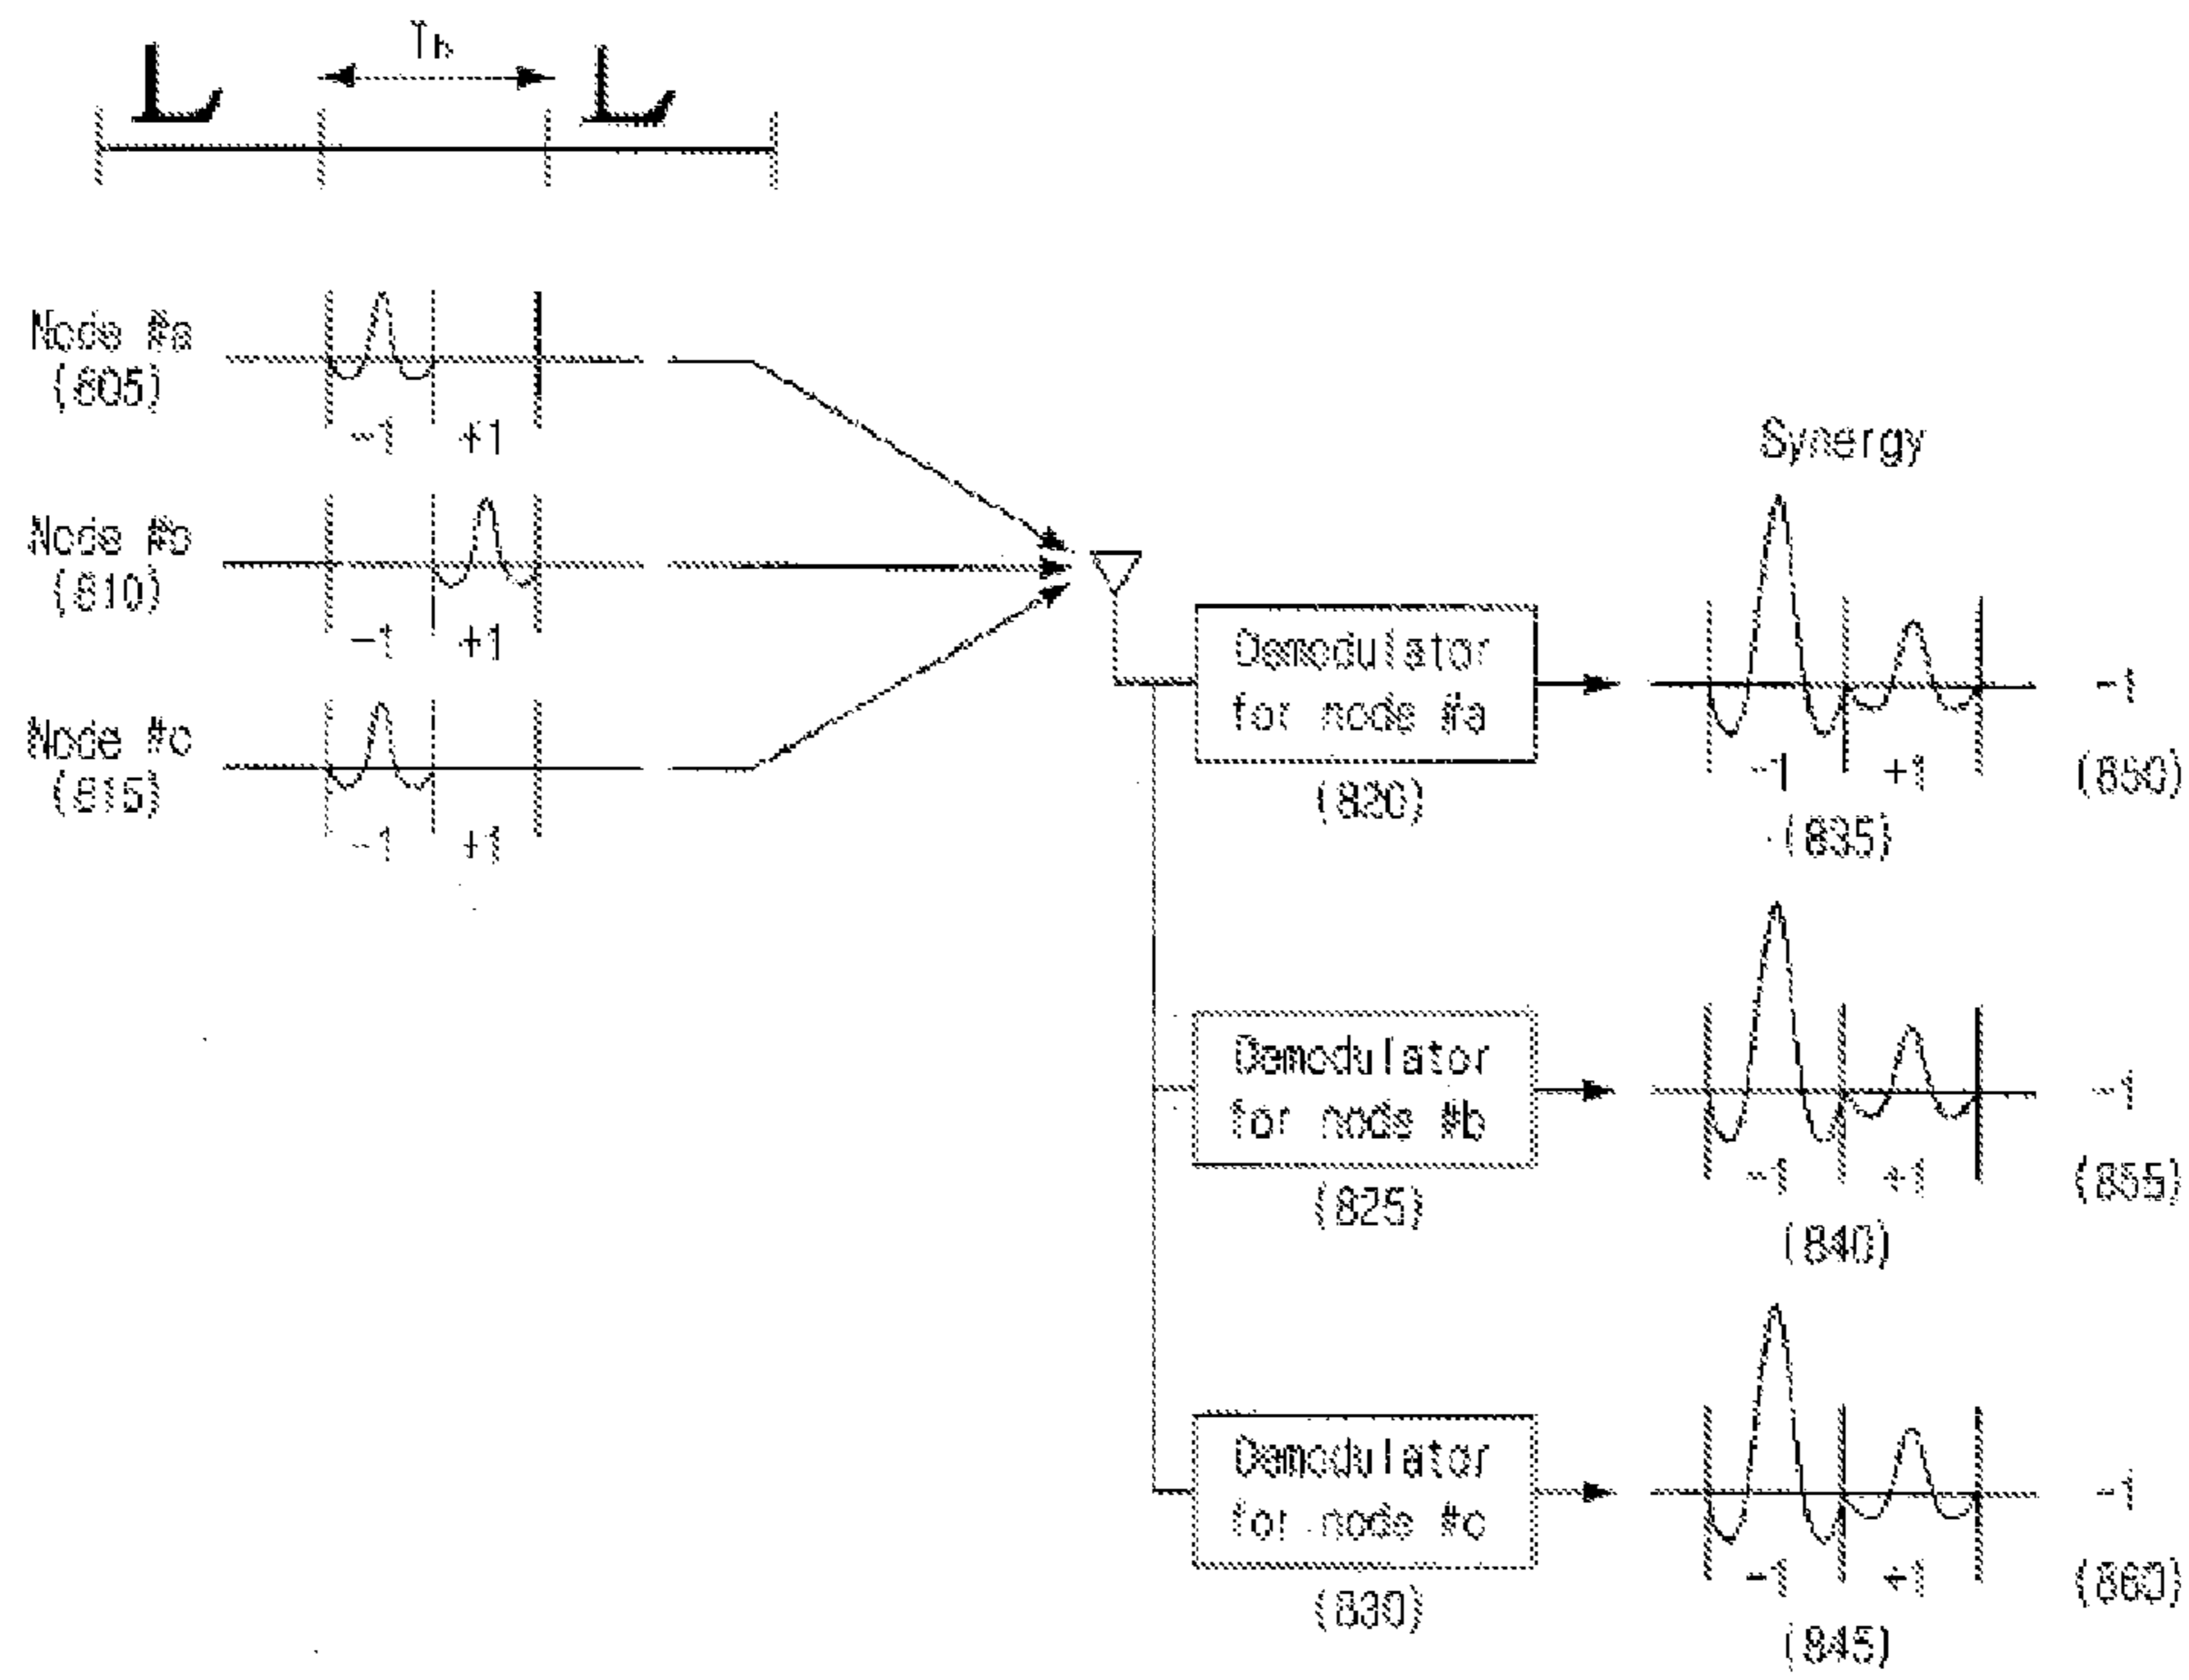 Th
Node #a
(805)
-1 +1
Node #b
(810)
-1 +1
Node #c
(815)
-1 +1
Demodulator
for node #a
(820)
Synergy
-1 +1
(835)
-1
(850)
Demodulator
for node #b
(825)
-1 +1
(840)
-1
(855)
Demodulator
for node #c
(830)
-1 +1
(845)
-1
(860)